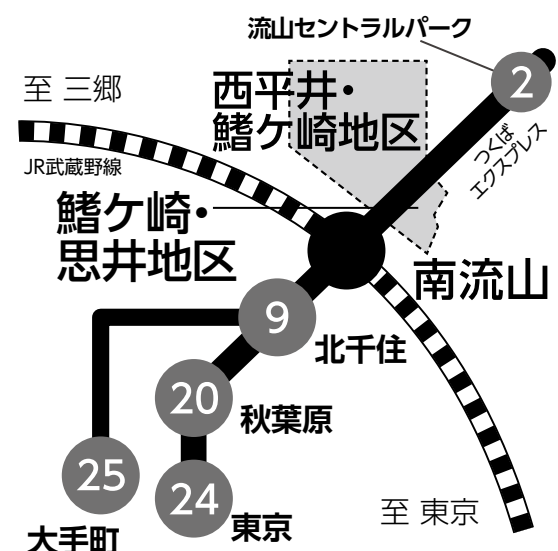 流山セントラルパーク
2
至 三郷
西平井・
鰭ケ崎地区
つくば
エクスプレス
JR武蔵野線
鰭ケ崎・
思井地区
南流山
9
北千住
20
秋葉原
25
24
大手町
東京
至 東京